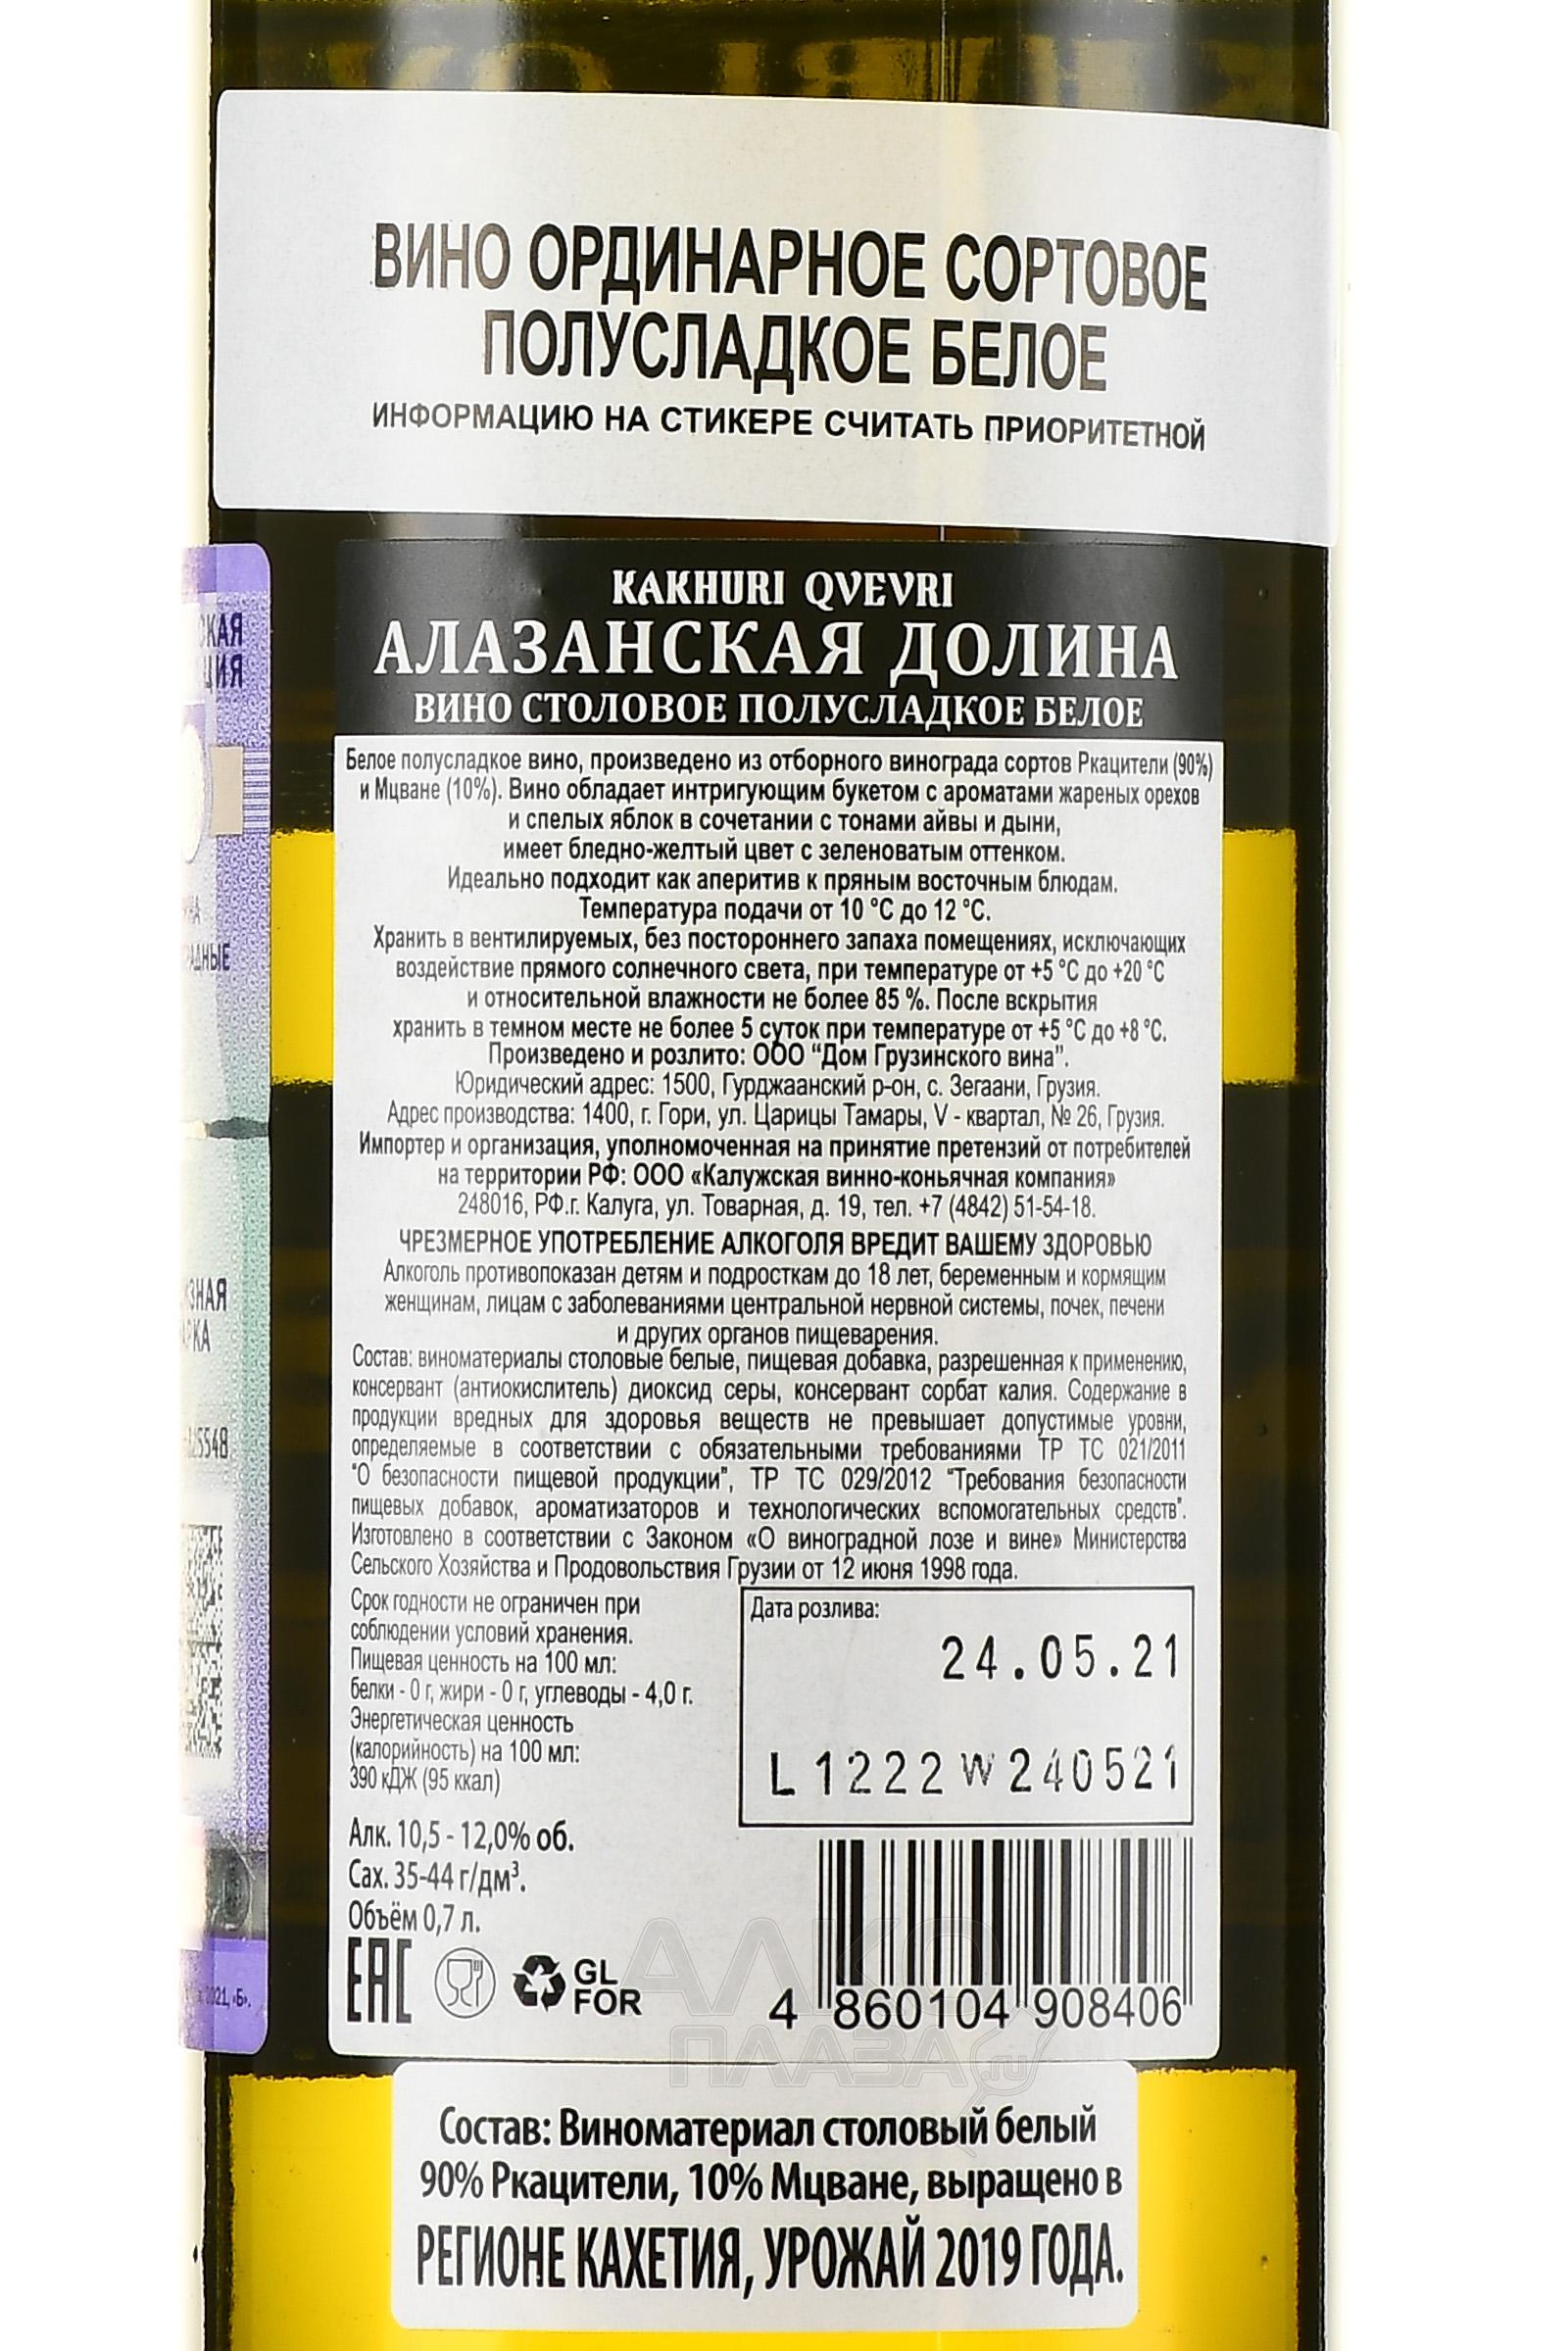 ВИНО ОРДИНАРНОЕ СОРТОВОЕ
ПОЛУСЛАДКОЕ БЕЛОЕ
ИНФОРМАЦИЮ НА СТИКЕРЕ СЧИТАТЬ ПРИОРИТЕТНОЙ
KAKHURI QVEVRI
АЛАЗАНСКАЯ ДОЛИНА
ВИНО СТОЛОВОЕ ПОЛУСЛАДКОЕ БЕЛОЕ
Белое полусладкое вино, произведено из отборного винограда сортов Ркацители (90%)
и Мцване (10%). Вино обладает интригующим букетом с ароматами жареных орехов
и спелых яблок в сочетании с тонами айвы и дыни,
имеет бледно-желтый цвет с зеленоватым оттенком.
Идеально подходит как аперитив к пряным восточным блюдам.
Температура подачи от 10 °С до 12 °С.
Хранить в вентилируемых, без постороннего запаха помещениях, исключающих
воздействие прямого солнечного света, при температуре от +5 °С до +20 °С
и относительной влажности не более 85 %. После вскрытия
хранить в темном месте не более 5 суток при температуре от +5 °С до +8 °С.
Произведено и розлито: ООО “Дом Грузинского вина”.
Юридический адрес: 1500, Гурджаанский р-он, с. Зегаани, Грузия.
Адрес производства: 1400, г. Гори, ул. Царицы Тамары, V - квартал, № 26, Грузия.
Импортер и организация, уполномоченная на принятие претензий от потребителей
на территории РФ: ООО «Калужская винно-коньячная компания»
248016, РФ.г. Калуга, ул. Товарная, д. 19, тел. +7 (4842) 51-54-18.
ЧРЕЗМЕРНОЕ УПОТРЕБЛЕНИЕ АЛКОГОЛЯ ВРЕДИТ ВАШЕМУ ЗДОРОВЬЮ
Алкоголь противопоказан детям и подросткам до 18 лет, беременным и кормящим
женщинам, лицам с заболеваниями центральной нервной системы, почек, печени
и других органов пищеварения.
Состав: виноматериалы столовые белые, пищевая добавка, разрешенная к применению,
консервант (антиокислитель) диоксид серы, консервант сорбат калия. Содержание в
продукции вредных для здоровья веществ не превышает допустимые уровни,
определяемые в соответствии с обязательными требованиями ТР ТС 021/2011
"О безопасности пищевой продукции", ТР ТС 029/2012 "Требования безопасности
пищевых добавок, ароматизаторов и технологических вспомогательных средств".
Изготовлено в соответствии с Законом «О виноградной лозе и вине» Министерства
Сельского Хозяйства и Продовольствия Грузии от 12 июня 1998 года.
Срок годности не ограничен при
соблюдении условий хранения.
Пищевая ценность на 100 мл:
белки - 0 г, жири - 0 г, углеводы - 4,0 г.
Энергетическая ценность
(калорийность) на 100 мл:
390 кДЖ (95 ккал)
Дата розлива:
24.05.21
L1222W240521
Алк. 10,5 - 12,0% об.
Сах. 35-44 г/дм³.
Объём 0,7 л.
EAC
GL
FOR
4 860104 908406
АЛКО
ПЛАЗА.ru
Состав: Виноматериал столовый белый
90% Ркацители, 10% Мцване, выращено в
РЕГИОНЕ КАХЕТИЯ, УРОЖАЙ 2019 ГОДА.